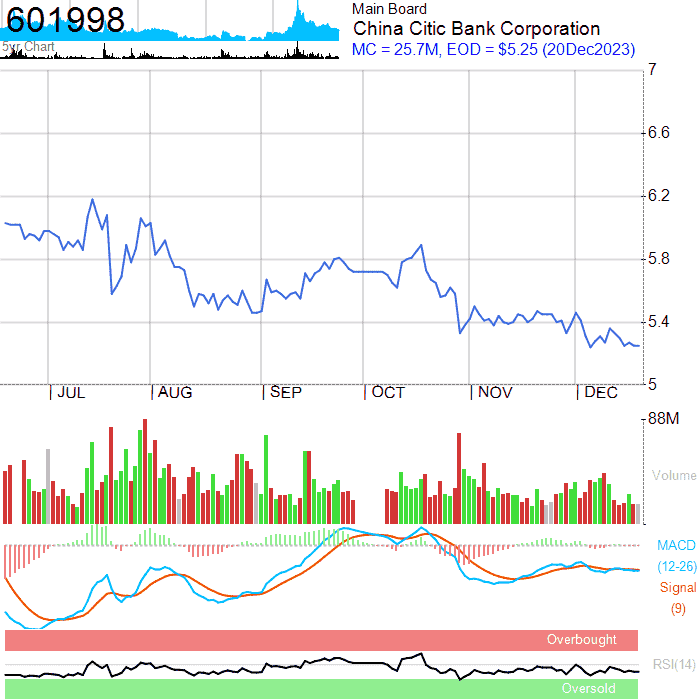 601998
5yr Chart
Main Board
China Citic Bank Corporation
MC = 25.7M, EOD = $5.25 (20Dec2023)
7
6.6
6.2
5.8
5.4
5
JUL AUG SEP OCT NOV DEC
88M
Volume
MACD
(12-26)
Signal
(9)
Overbought
RSI(14)
Oversold